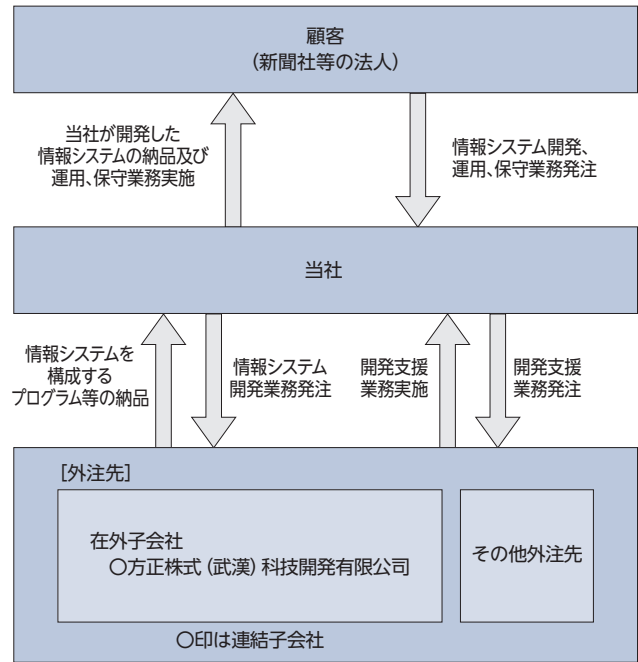 顧客
(新聞社等の法人)
当社が開発した
情報システムの納品及び
運用、保守業務実施
情報システム開発、
運用、保守業務発注
当社
情報システムを
構成する
プログラム等の納品
情報システム
開発業務発注
開発支援
業務実施
開発支援
業務発注
[外注先]
在外子会社
○方正株式(武漢)科技開発有限公司
その他外注先
○印は連結子会社